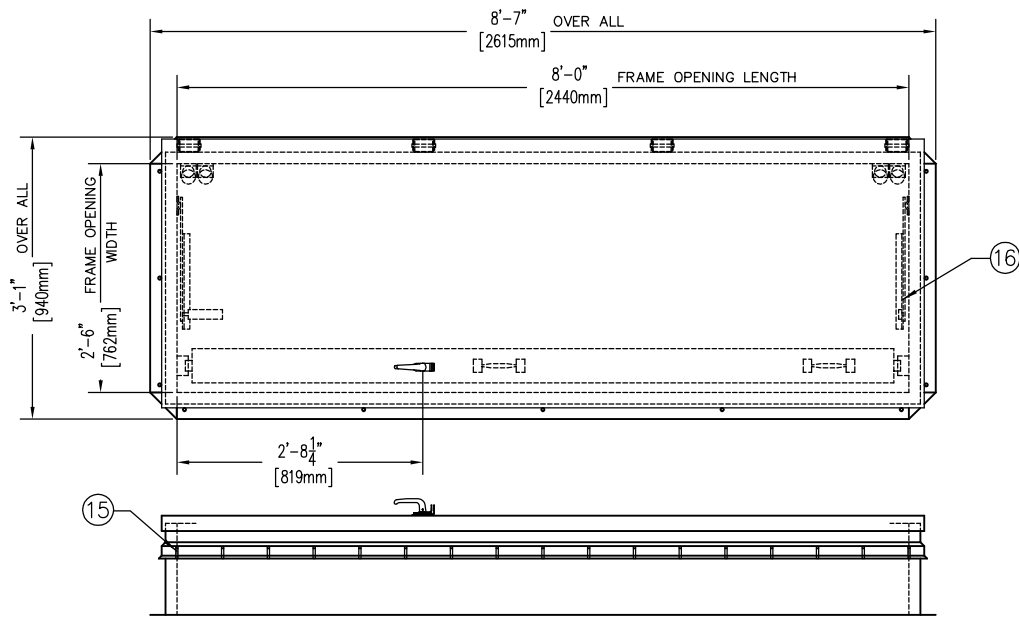 8'-7" OVER ALL
[2615mm]
8'-0" FRAME OPENING LENGTH
[2440mm]
3'-1" OVER ALL
[940mm]
2'-6" FRAME OPENING
[762mm] WIDTH
16
2'-8 1/4"
[819mm]
15